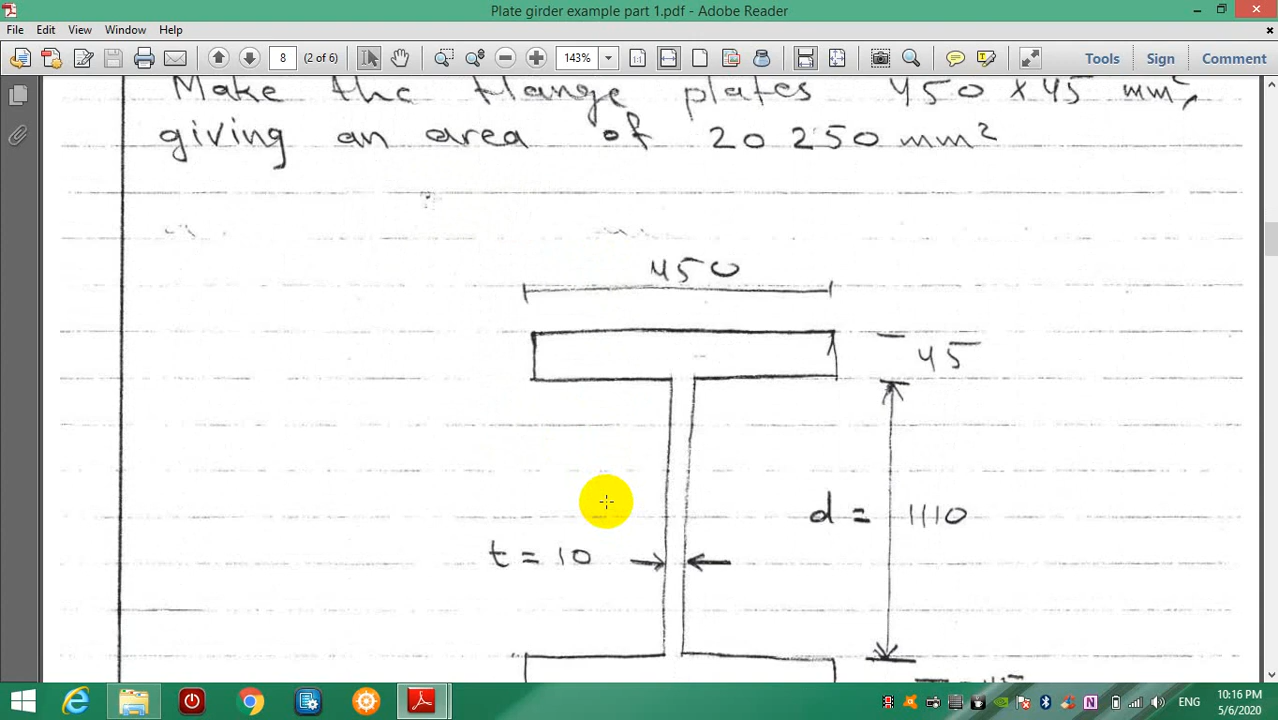 Plate girder example part 1.pdf - Adobe Reader
File Edit View Window Help
8 (2 of 6) 143% Tools Sign Comment
Make the flange plates 450 x 45 mm²,
giving an area of 20 250 mm²
450
45
d = 1110
t = 10
ENG
10:16 PM
5/6/2020